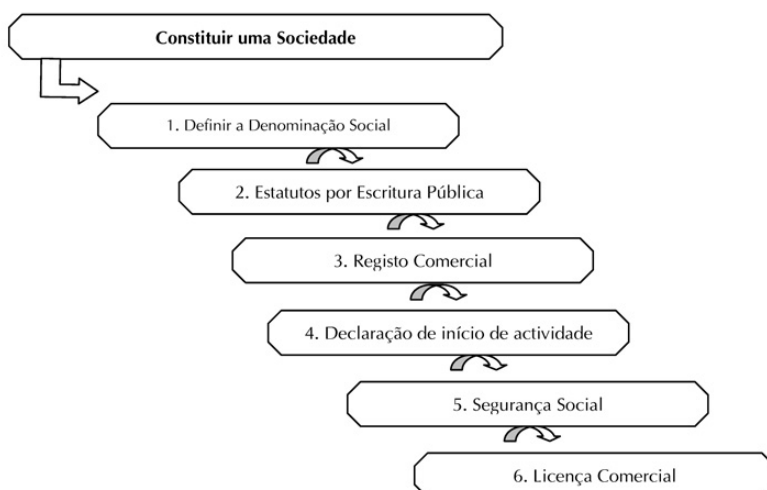 Constituir uma Sociedade
1. Definir a Denominação Social
2. Estatutos por Escritura Pública
3. Registo Comercial
4. Declaração de início de actividade
5. Segurança Social
6. Licença Comercial